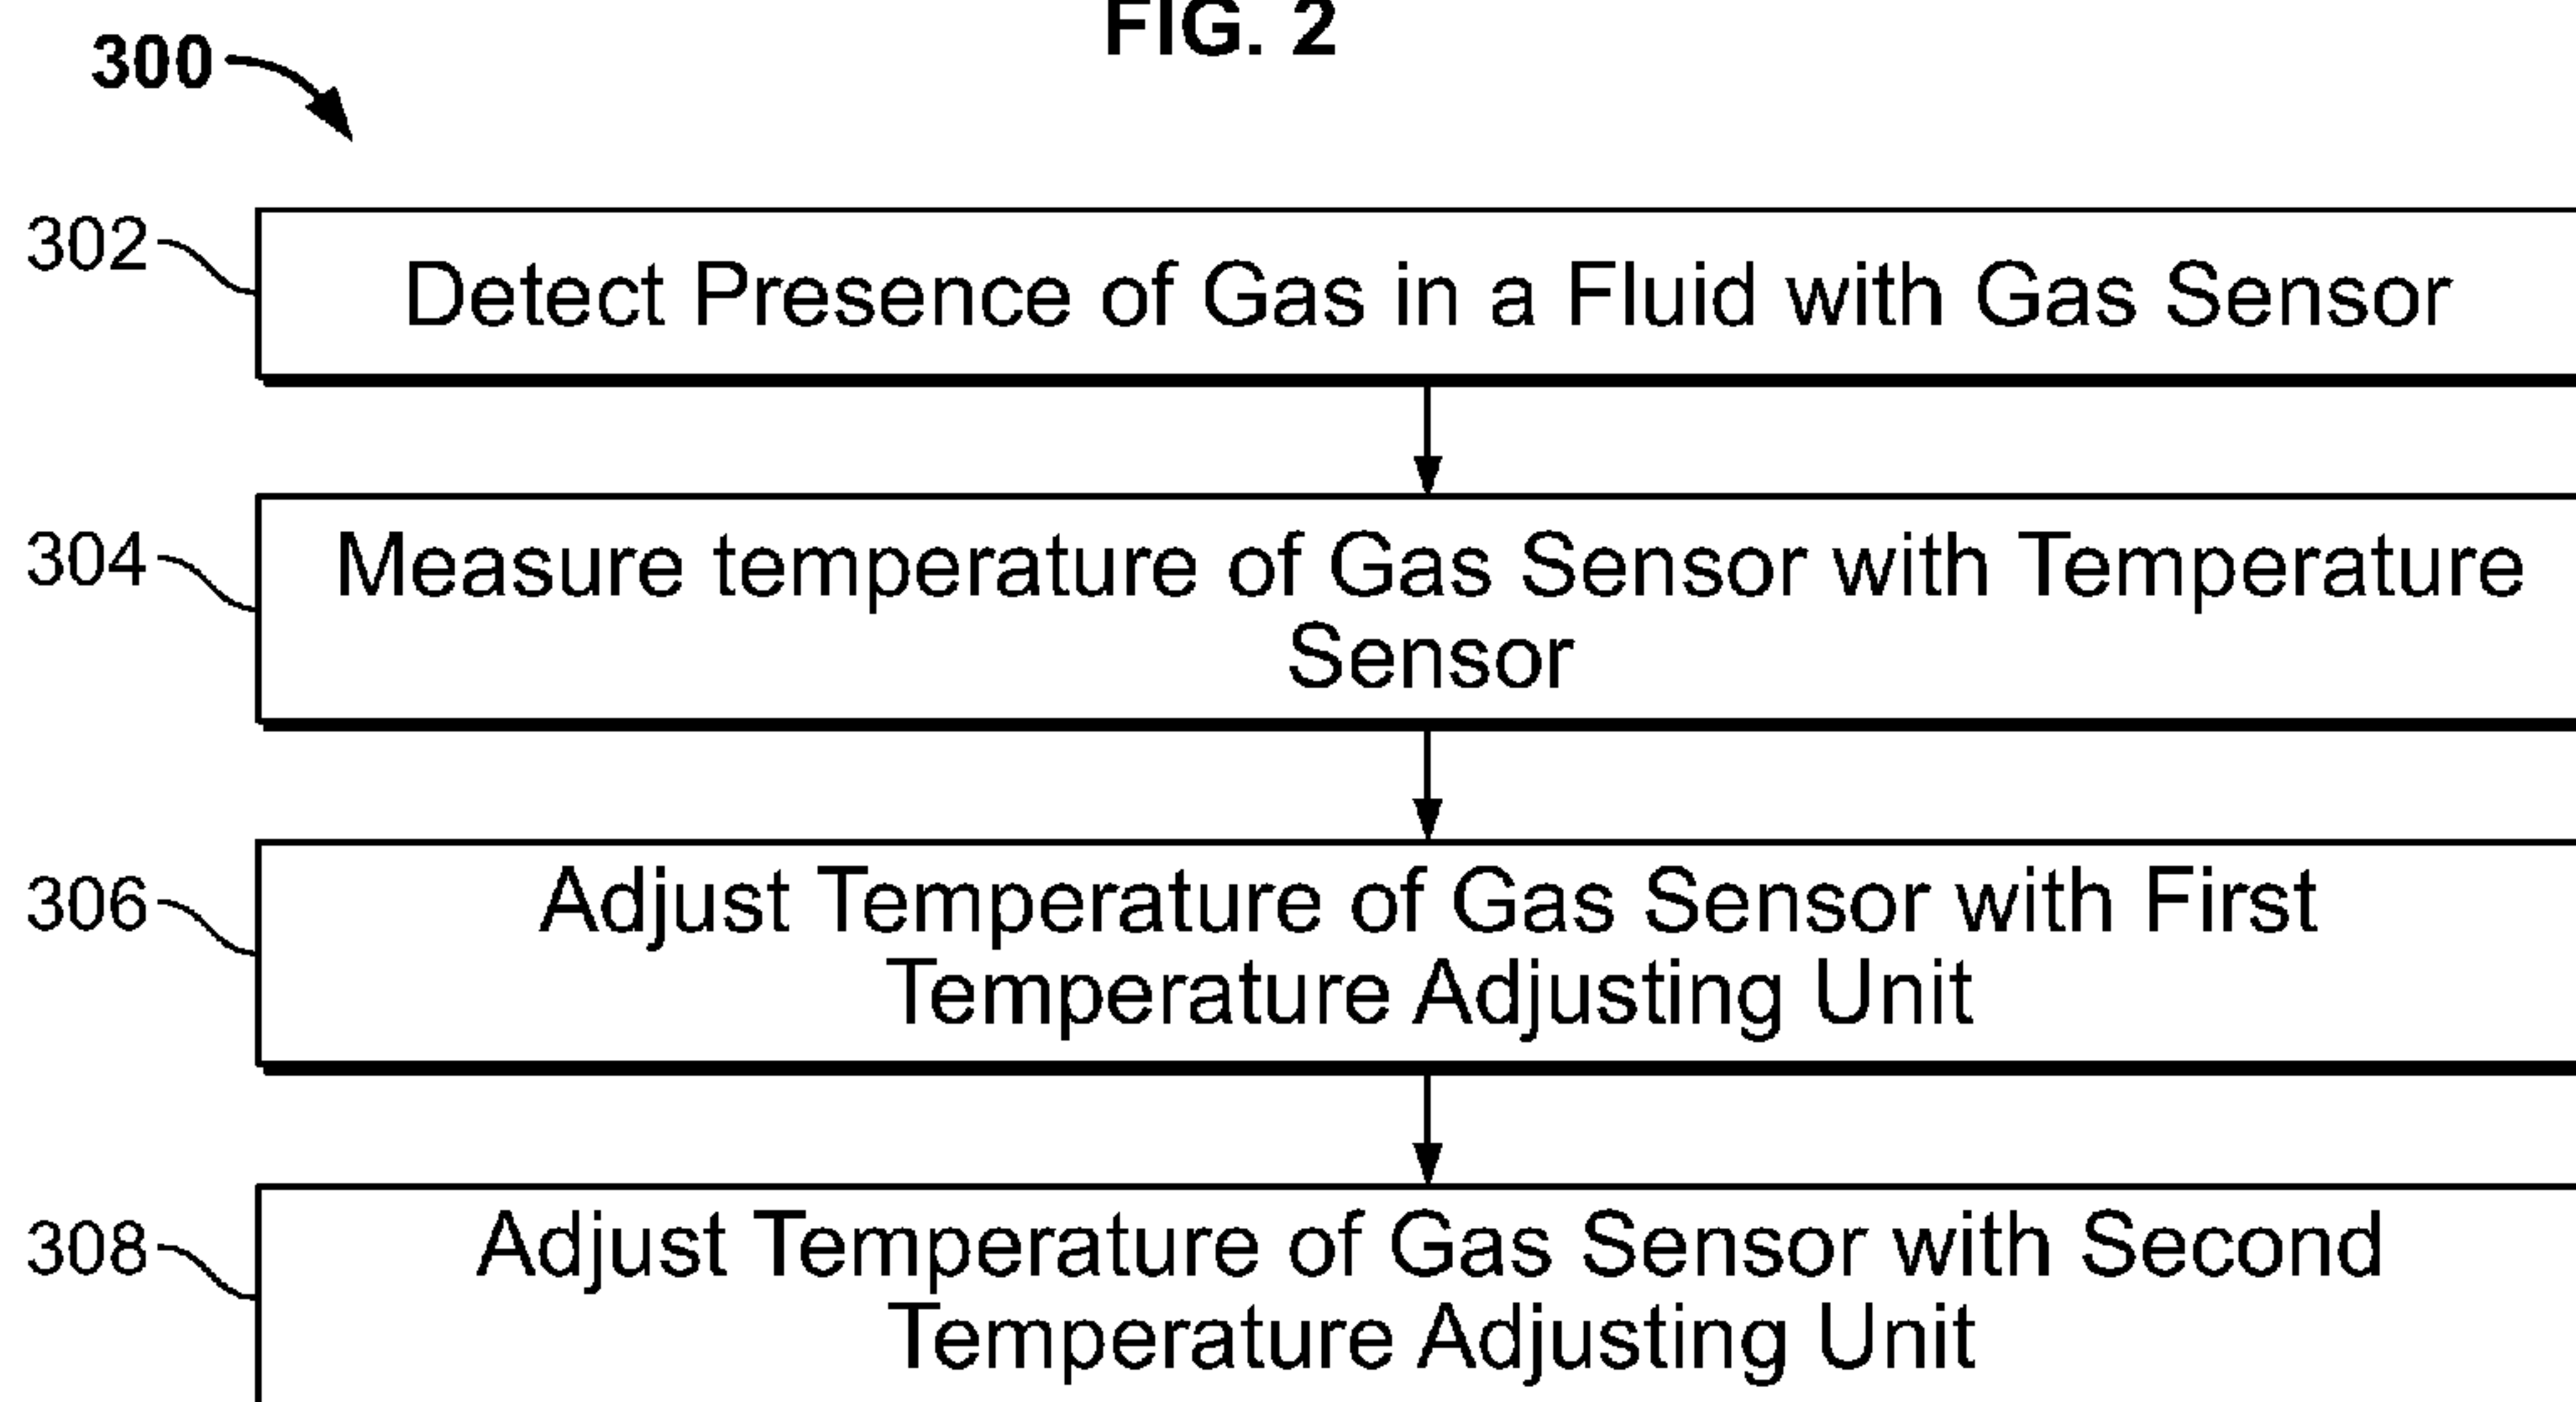 FIG. 2
300
302
Detect Presence of Gas in a Fluid with Gas Sensor
304
Measure temperature of Gas Sensor with Temperature
Sensor
306
Adjust Temperature of Gas Sensor with First
Temperature Adjusting Unit
308
Adjust Temperature of Gas Sensor with Second
Temperature Adjusting Unit